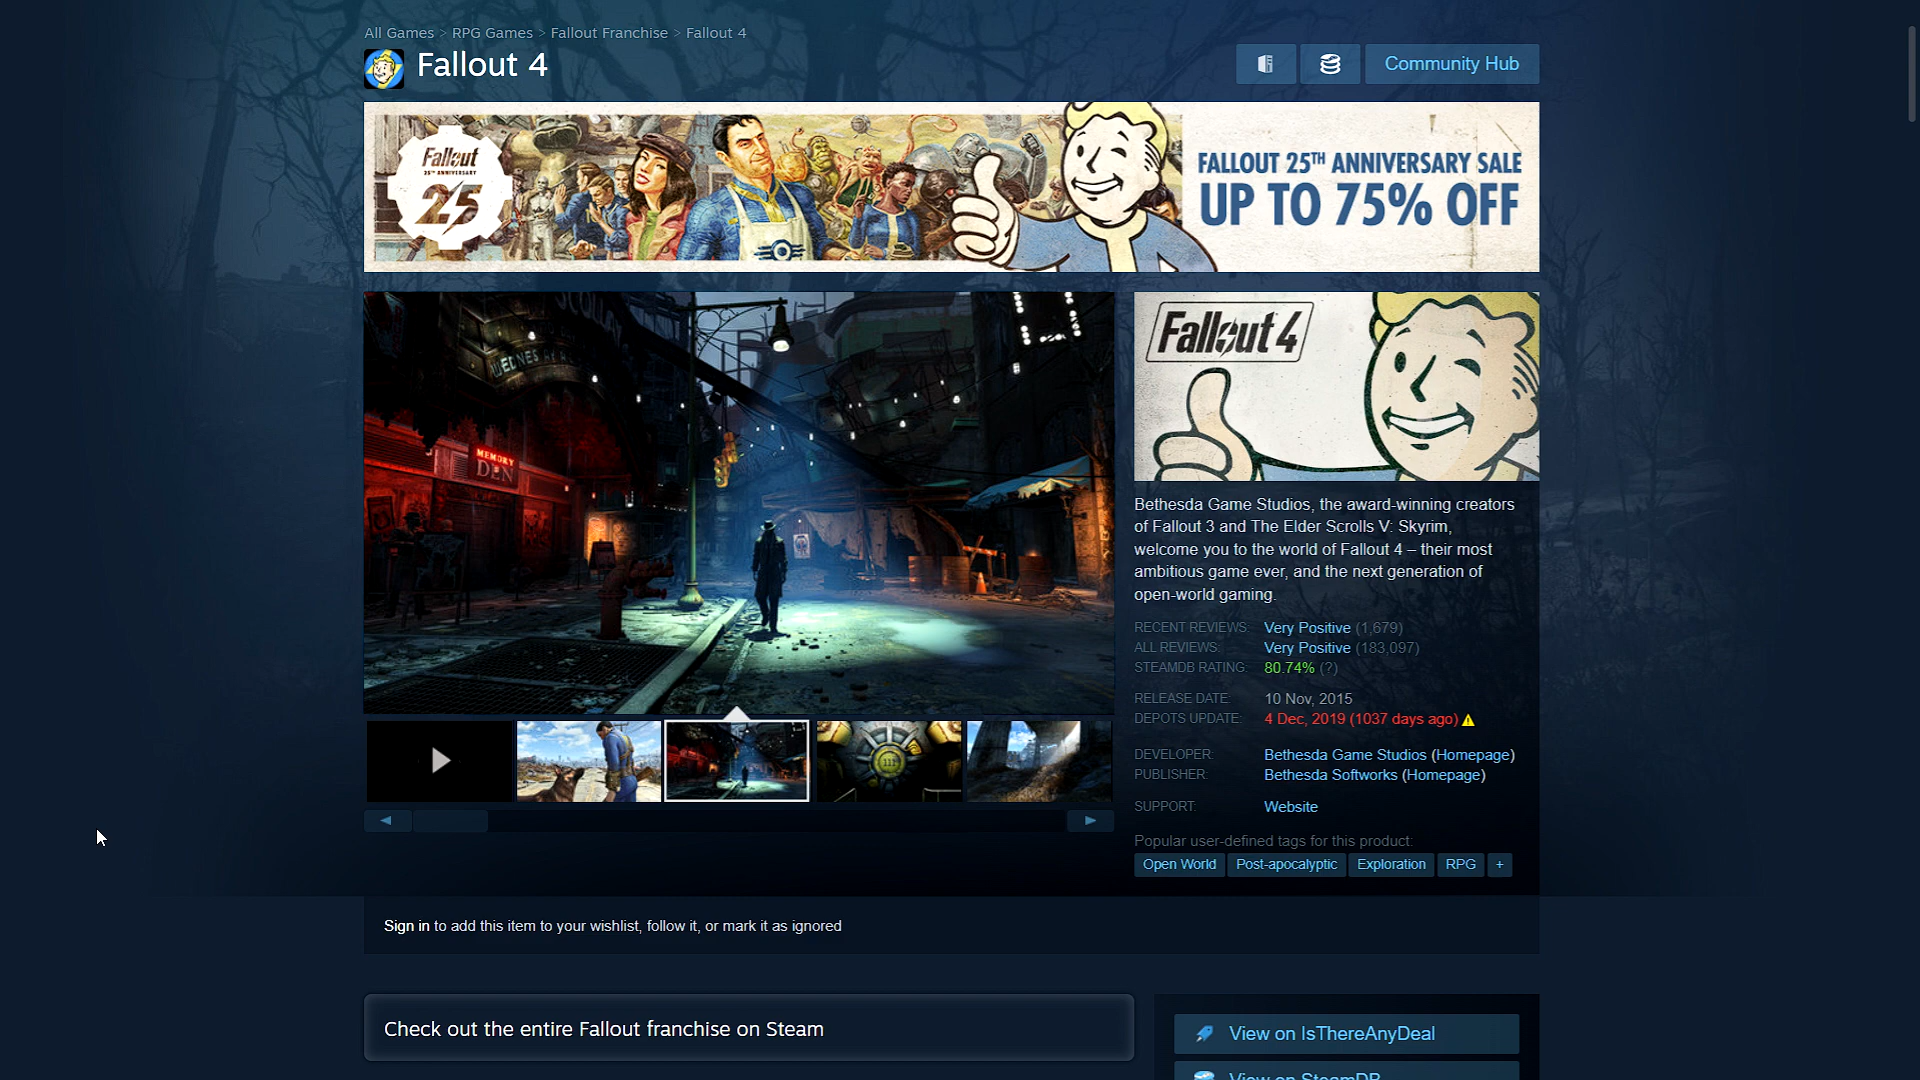 All Games > RPG Games > Fallout Franchise > Fallout 4
Fallout 4
Community Hub
Fallout
25TH ANNIVERSARY
25
FALLOUT 25TH ANNIVERSARY SALE
UP TO 75% OFF
MEMORY
DEN
Fallout 4
Bethesda Game Studios, the award-winning creators
of Fallout 3 and The Elder Scrolls V: Skyrim,
welcome you to the world of Fallout 4 – their most
ambitious game ever, and the next generation of
open-world gaming.
RECENT REVIEWS: Very Positive (1,679)
ALL REVIEWS: Very Positive (183,097)
STEAMDB RATING: 80.74% (?)
RELEASE DATE: 10 Nov, 2015
DEPOTS UPDATE: 4 Dec, 2019 (1037 days ago)
DEVELOPER: Bethesda Game Studios (Homepage)
PUBLISHER: Bethesda Softworks (Homepage)
SUPPORT: Website
Popular user-defined tags for this product:
Open World Post-apocalyptic Exploration RPG +
Sign in to add this item to your wishlist, follow it, or mark it as ignored
Check out the entire Fallout franchise on Steam
View on IsThereAnyDeal
View on SteamDB